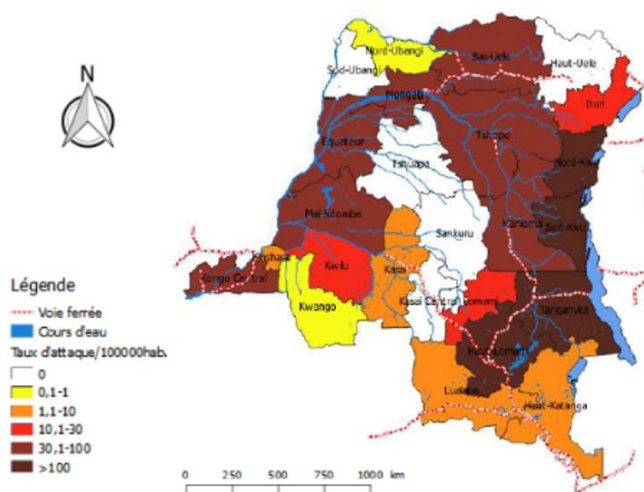 N
Nord-Ubangi
Sud-Ubangi
Bas-Uele
Haut-Uele
Ituri
Mongala
Equateur
Tshopo
Tshuapa
Nord-Kivu
Maï-Ndombe
Maniema
Sud-Kivu
Sankuru
Kinshasa
Kongo Central
Kwilu
Kasaï
Kwango
Kasaï Central
Lomami
Tanganyka
Haut-Lomami
Lualaba
Haut-Katanga
Légende
Voie ferrée
Cours d'eau
Taux d'attaque/100000hab.
0
0,1-1
1,1-10
10,1-30
30,1-100
>100
0 250 500 750 1000 km